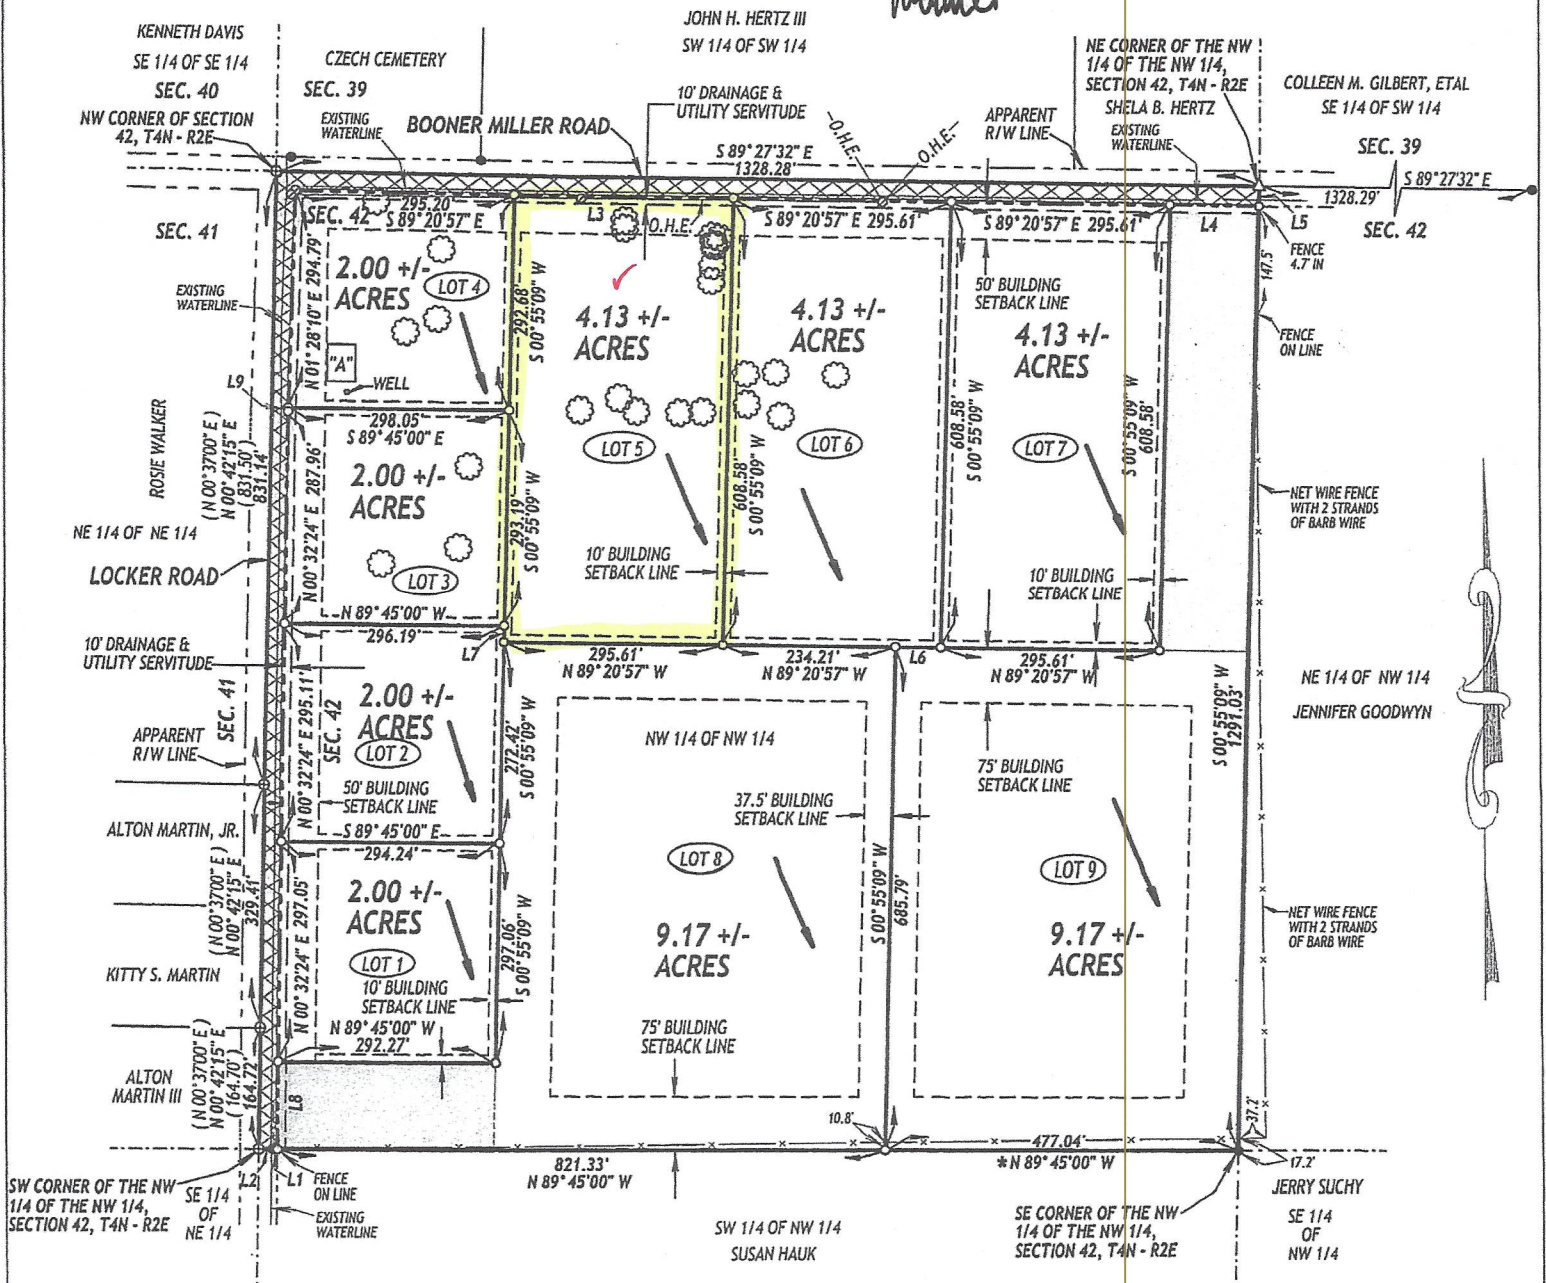 KENNETH DAVIS
SE 1/4 OF SE 1/4
SEC. 40
NW CORNER OF SECTION
42, T4N - R2E
CZECH CEMETERY
SEC. 39
EXISTING
WATERLINE
BOONER MILLER ROAD
JOHN H. HERTZ III
SW 1/4 OF SW 1/4
10' DRAINAGE &
UTILITY SERVITUDE
S 89°27'32" E
1328.28'
-O.H.E.-
O.H.E.-
APPARENT
R/W LINE
NE CORNER OF THE NW
1/4 OF THE NW 1/4,
SECTION 42, T4N - R2E
SHELA B. HERTZ
EXISTING
WATERLINE
COLLEEN M. GILBERT, ETAL
SE 1/4 OF SW 1/4
SEC. 39
S 89°27'32" E
1328.29'
SEC. 42
L5
FENCE
4.7' IN
147.5'
FENCE
ON LINE
SEC. 41
SEC. 42
295.20
S 89°20'57" E
L3
O.H.E.
S 89°20'57" E 295.61'
S 89°20'57" E 295.61'
L4
EXISTING
WATERLINE
N 01°28'10" E 294.79'
2.00 +/-
ACRES
LOT 4
"A"
WELL
L9
298.05'
S 89°45'00" E
292.68'
S 00°55'09" W
4.13 +/-
ACRES
LOT 5
4.13 +/-
ACRES
LOT 6
50' BUILDING
SETBACK LINE
4.13 +/-
ACRES
LOT 7
608.58'
S 00°55'09" W
608.58'
S 00°55'09" W
S 00°55'09" W
608.58'
ROSIE WALKER
(N 00°37'00" E)
N 00°42'15" E
(831.50')
831.14'
N 00°32'24" E 287.96'
2.00 +/-
ACRES
LOT 3
293.19'
S 00°55'09" W
10' BUILDING
SETBACK LINE
10' BUILDING
SETBACK LINE
NET WIRE FENCE
WITH 2 STRANDS
OF BARB WIRE
NE 1/4 OF NE 1/4
LOCKER ROAD
N 89°45'00" W
296.19'
L7
10' DRAINAGE &
UTILITY SERVITUDE
295.61'
N 89°20'57" W
234.21'
N 89°20'57" W
L6
295.61'
N 89°20'57" W
S 00°55'09" W
1291.03'
NE 1/4 OF NW 1/4
JENNIFER GOODWYN
SEC. 41
APPARENT
R/W LINE
N 00°32'24" E 295.11'
SEC. 42
2.00 +/-
ACRES
LOT 2
50' BUILDING
SETBACK LINE
S 89°45'00" E
294.24'
272.42'
S 00°55'09" W
NW 1/4 OF NW 1/4
37.5' BUILDING
SETBACK LINE
75' BUILDING
SETBACK LINE
ALTON MARTIN, JR.
(N 00°37'00" E)
N 00°42'15" E
329.41'
N 00°32'24" E 297.05'
2.00 +/-
ACRES
LOT 1
10' BUILDING
SETBACK LINE
N 89°45'00" W
292.27'
297.06'
S 00°55'09" W
LOT 8
9.17 +/-
ACRES
75' BUILDING
SETBACK LINE
S 00°55'09" W
685.79'
LOT 9
9.17 +/-
ACRES
NET WIRE FENCE
WITH 2 STRANDS
OF BARB WIRE
KITTY S. MARTIN
ALTON
MARTIN III
(N 00°37'00" E)
N 00°42'15" E
(164.70')
164.72'
L8
10.8'
37.2'
17.2'
821.33'
N 89°45'00" W
477.04'
*N 89°45'00" W
SW CORNER OF THE NW
1/4 OF THE NW 1/4,
SECTION 42, T4N - R2E
L2
L1
SE 1/4
OF
NE 1/4
FENCE
ON LINE
EXISTING
WATERLINE
SW 1/4 OF NW 1/4
SUSAN HAUK
SE CORNER OF THE NW
1/4 OF THE NW 1/4,
SECTION 42, T4N - R2E
JERRY SUCHY
SE 1/4
OF
NW 1/4